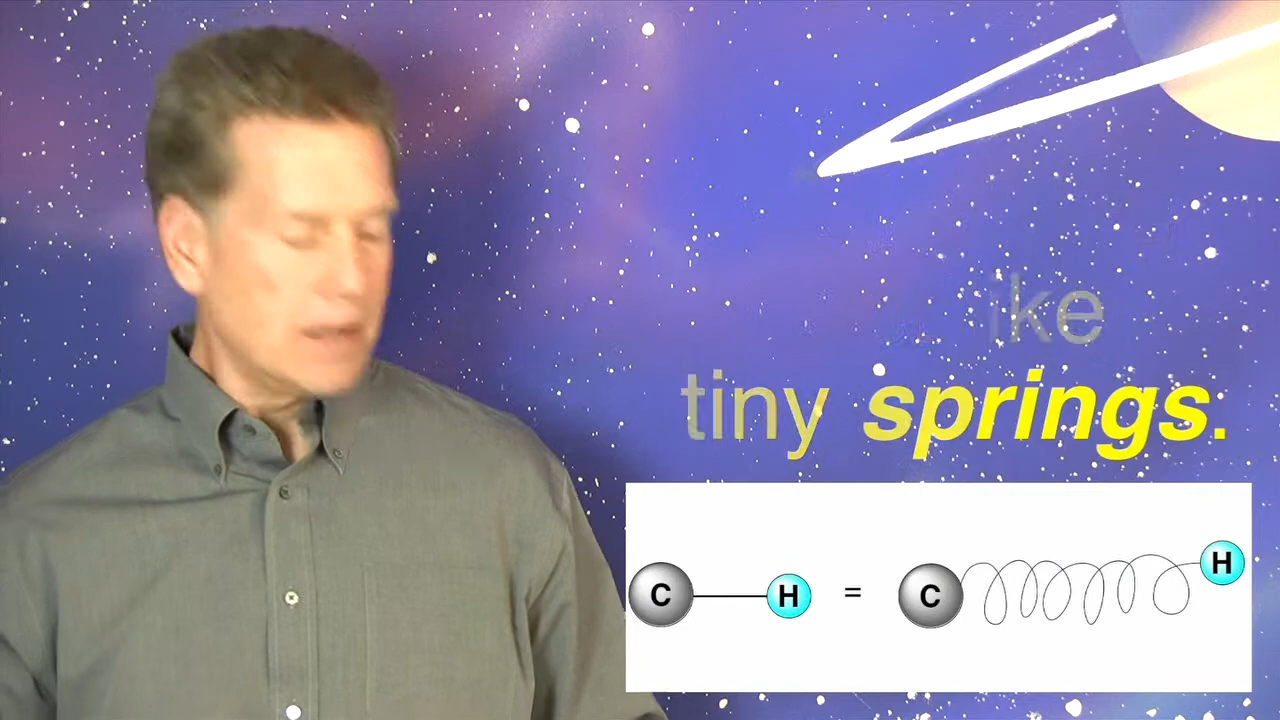 ike
tiny springs.
C H = C H